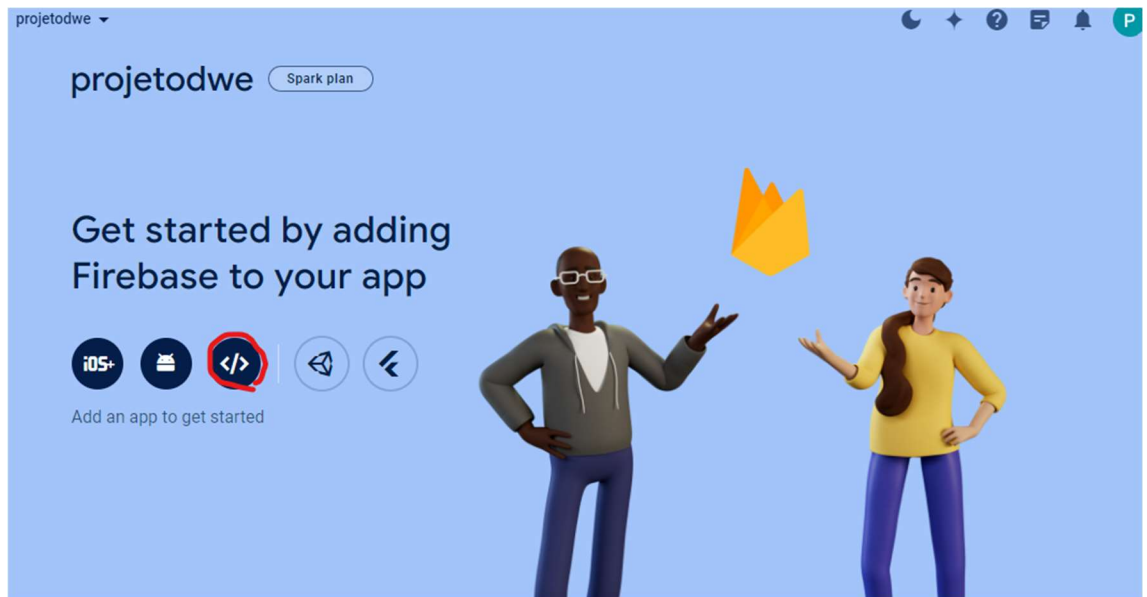 projetodwe
P
projetodwe
Spark plan
Get started by adding
Firebase to your app
iOS+
</>
Add an app to get started